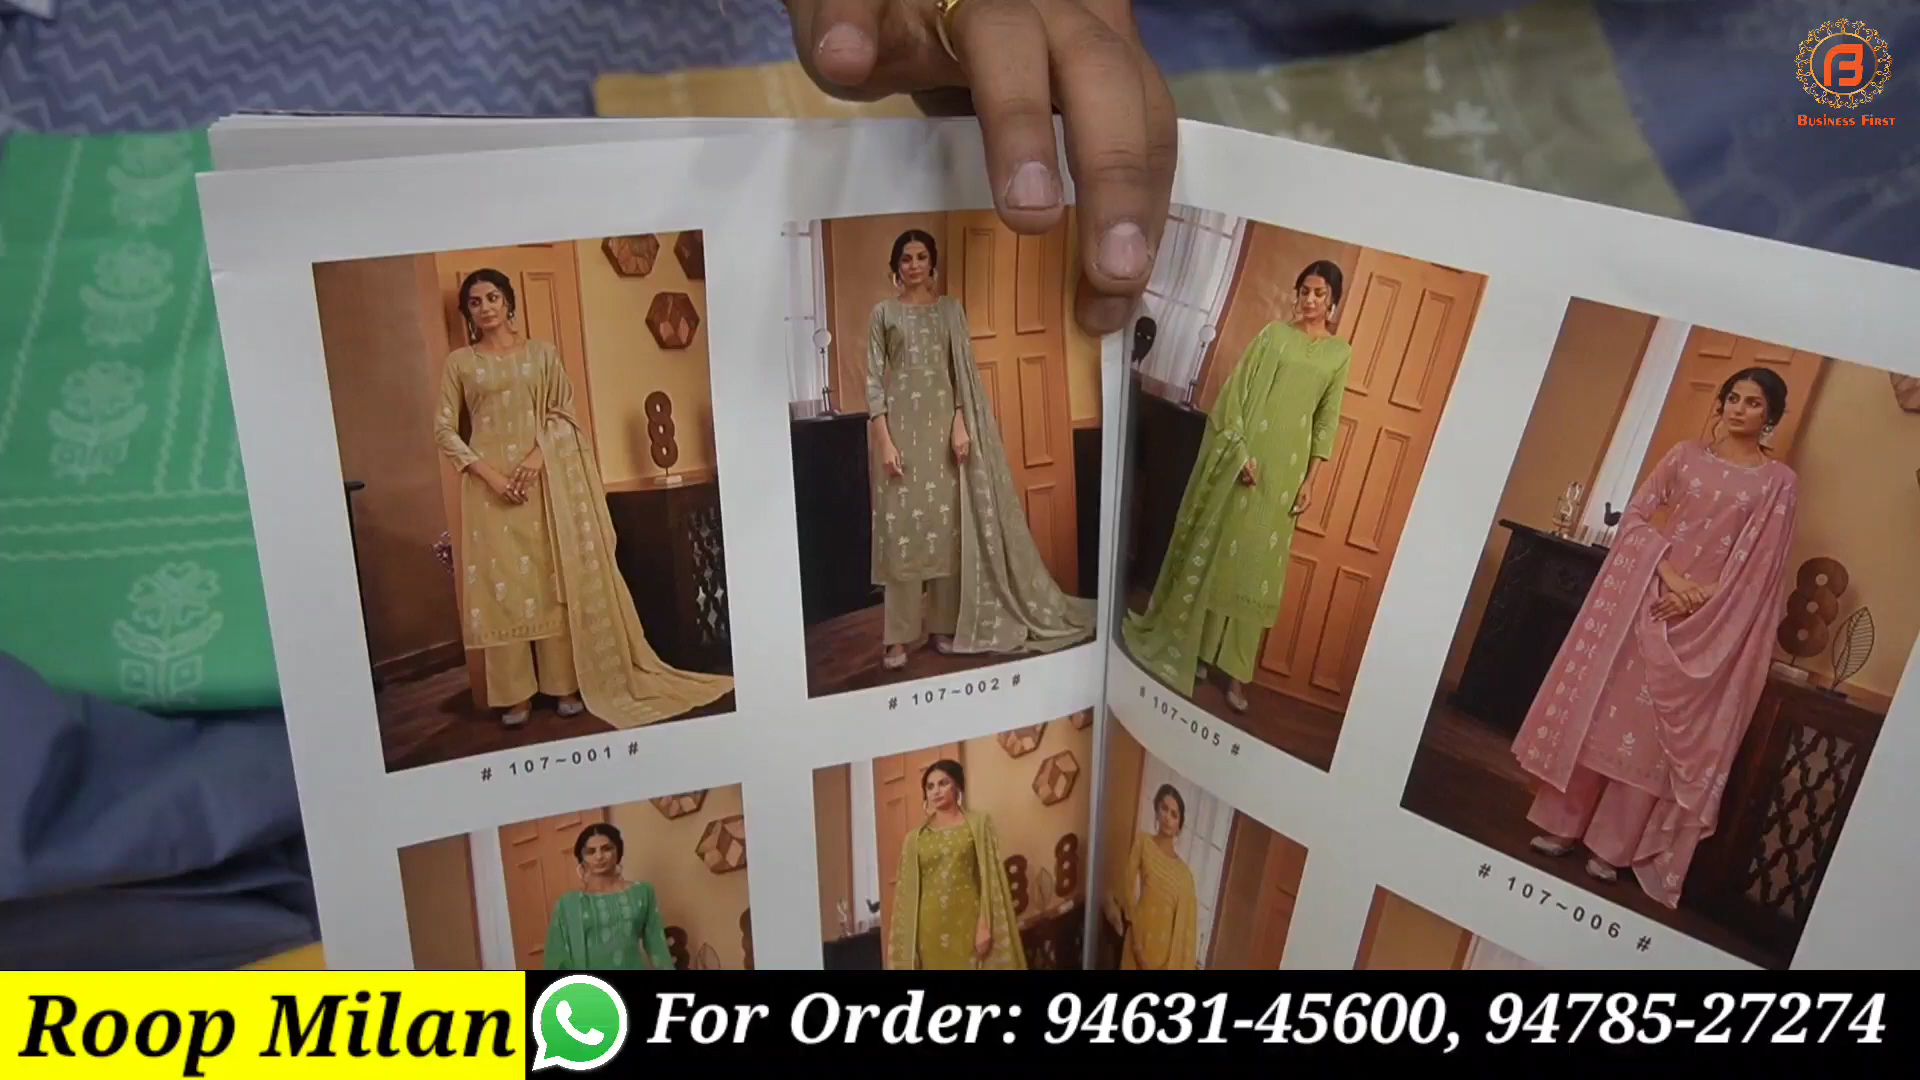 BUSINESS FIRST
# 107-001 #
# 107-002 #
# 107-005 #
# 107-006 #
Roop Milan
For Order: 94631-45600, 94785-27274